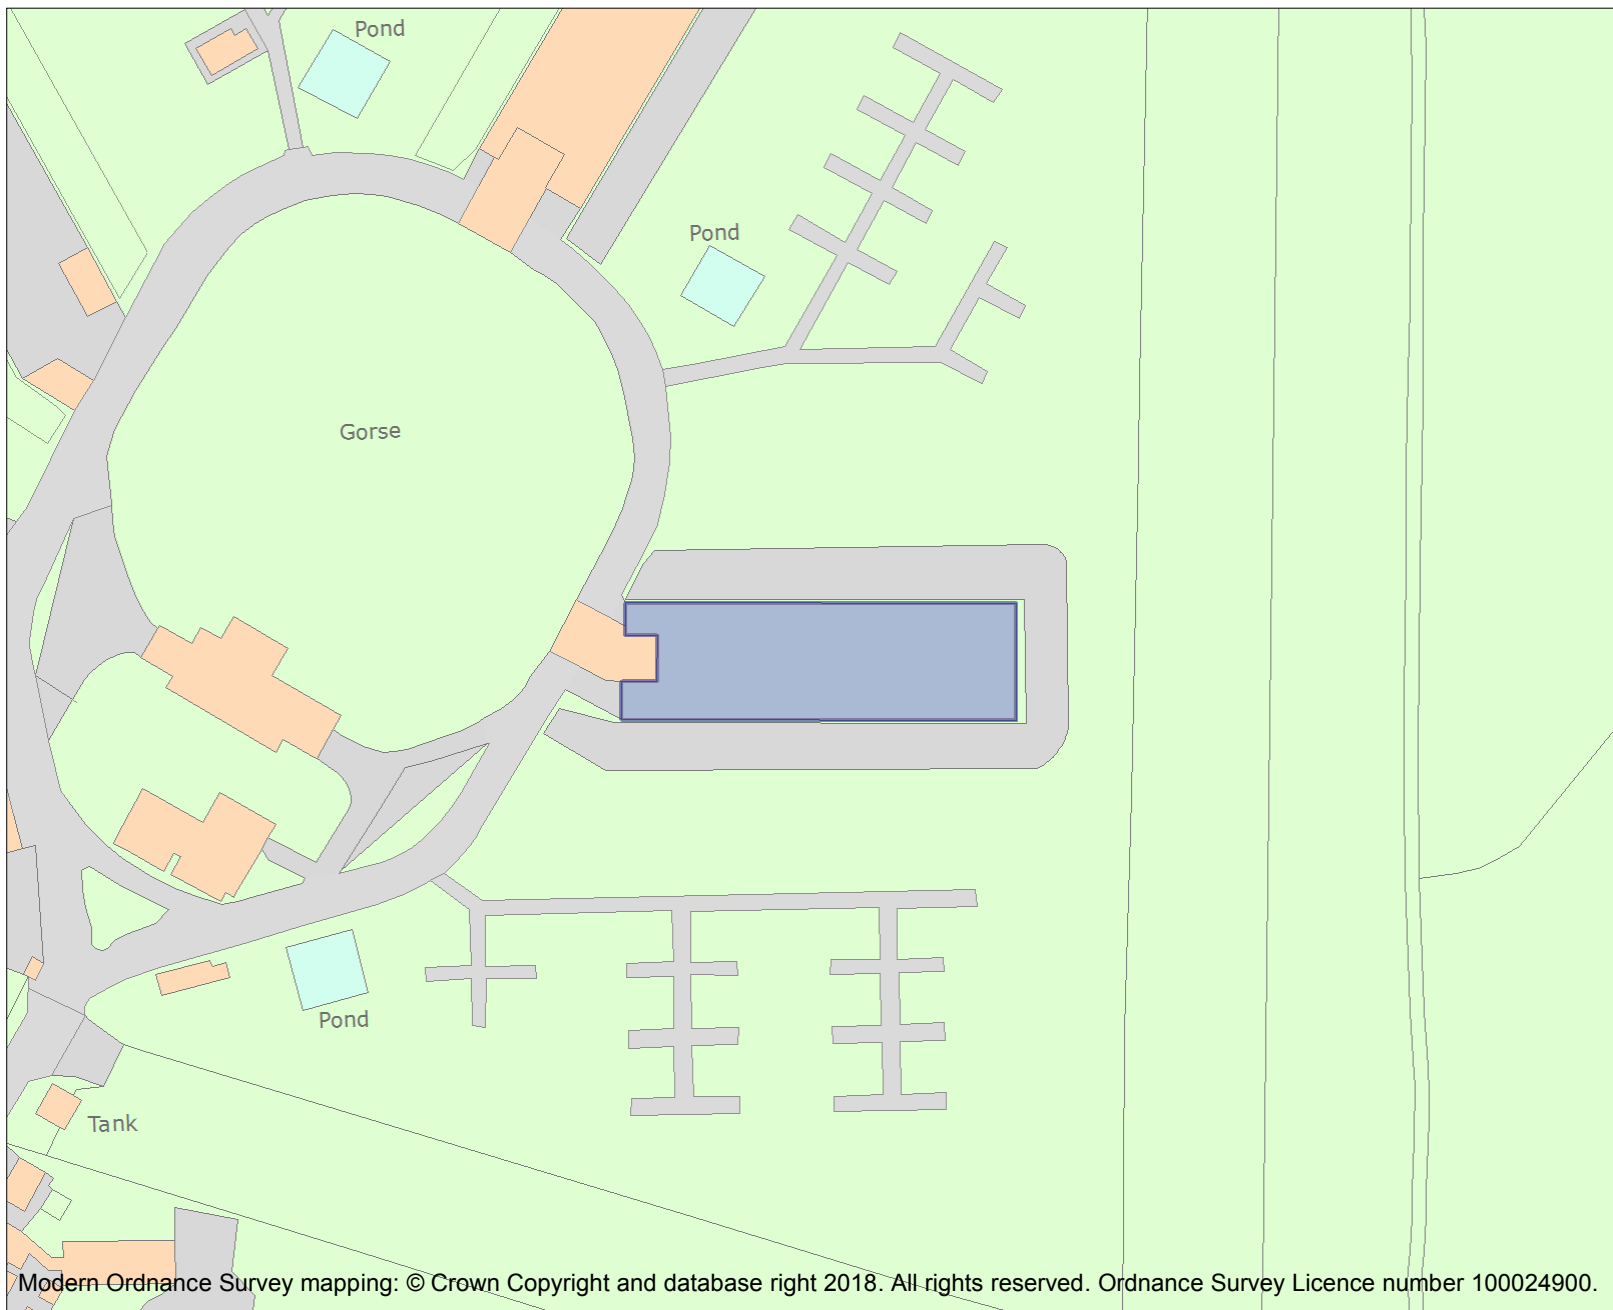 Pond
Pond
Gorse
Pond
Tank
Modern Ordnance Survey mapping: © Crown Copyright and database right 2018. All rights reserved. Ordnance Survey Licence number 100024900.